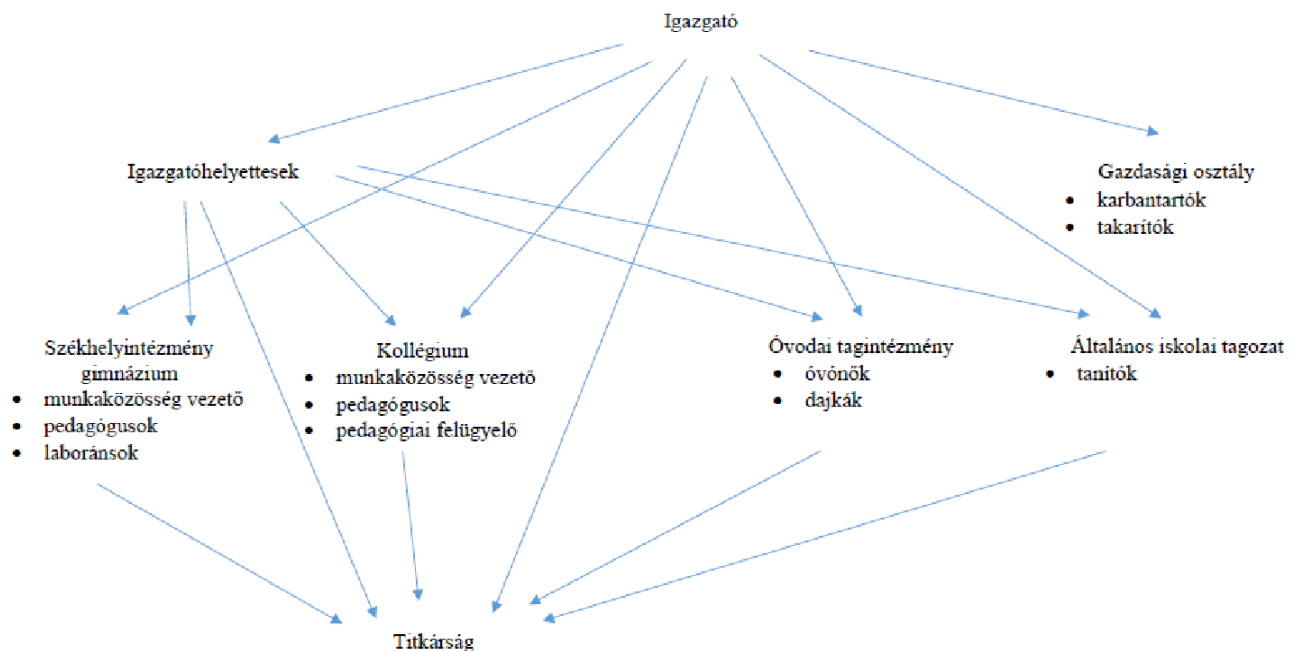 Igazgató
Igazgatóhelyettesek
Gazdasági osztály
• karbantartók
• takarítók
Székhelyintézmény
gimnázium
• munkaközösség vezető
• pedagógusok
• laboránsok
Kollégium
• munkaközösség vezető
• pedagógusok
• pedagógiai felügyelő
Óvodai tagintézmény
• óvónők
• dajkák
Általános iskolai tagozat
• tanítók
Titkárság